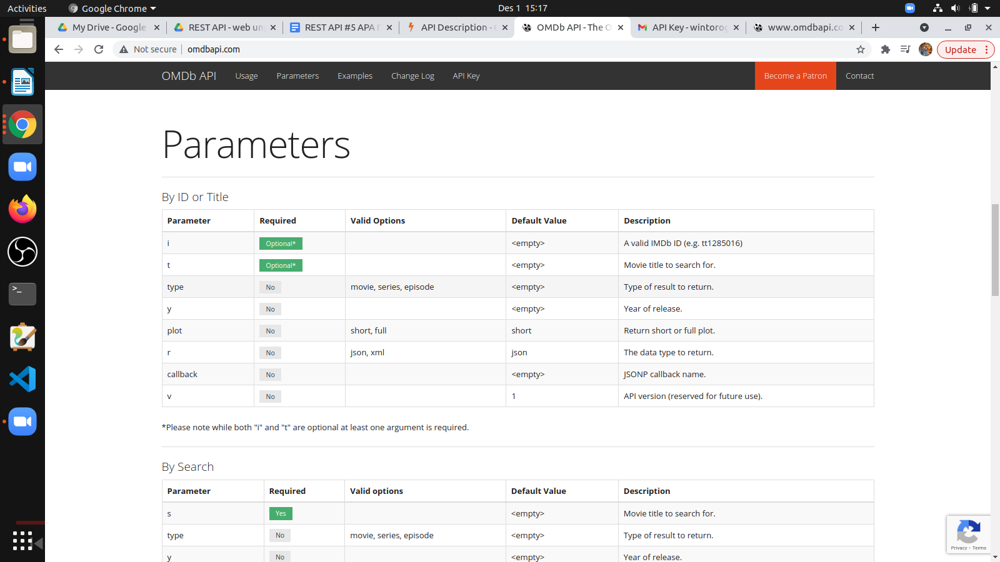 Activities Google Chrome Des 1 15:17
My Drive - Google REST API - web un REST API #5 APA I API Description - OMDb API - The O API Key - wintorog www.omdbapi.co
Not secure omdbapi.com Update
OMDb API Usage Parameters Examples Change Log API Key Become a Patron Contact
Parameters
By ID or Title
Parameter Required Valid Options Default Value Description
i Optional* <empty> A valid IMDb ID (e.g. tt1285016)
t Optional* <empty> Movie title to search for.
type No movie, series, episode <empty> Type of result to return.
y No <empty> Year of release.
plot No short, full short Return short or full plot.
r No json, xml json The data type to return.
callback No <empty> JSONP callback name.
v No 1 API version (reserved for future use).
*Please note while both "i" and "t" are optional at least one argument is required.
By Search
Parameter Required Valid options Default Value Description
s Yes <empty> Movie title to search for.
type No movie, series, episode <empty> Type of result to return.
y No <empty> Year of release.
Privacy - Terms